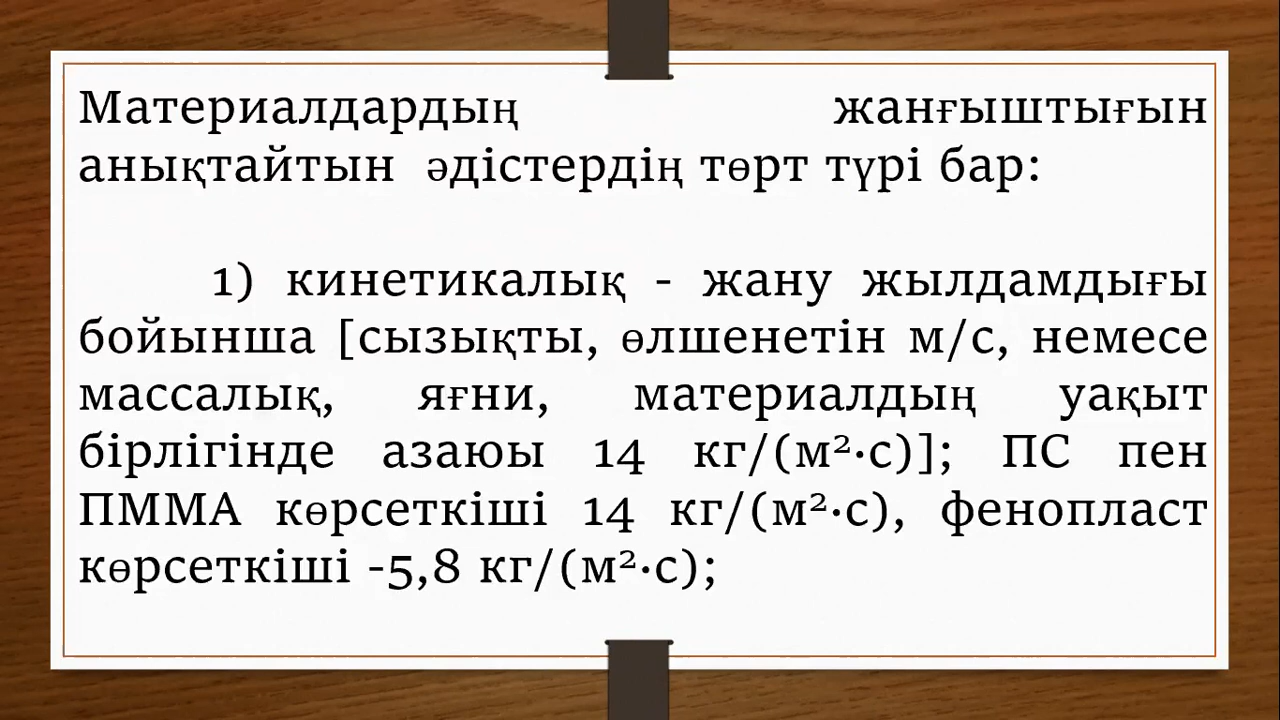 Материалдардың жанғыштығын
анықтайтын әдістердің төрт түрі бар:
1) кинетикалық - жану жылдамдығы
бойынша [сызықты, өлшенетін м/с, немесе
массалық, яғни, материалдың уақыт
бірлігінде азаюы 14 кг/(м²·с)]; ПС пен
ПММА көрсеткіші 14 кг/(м²·с), фенопласт
көрсеткіші -5,8 кг/(м²·с);